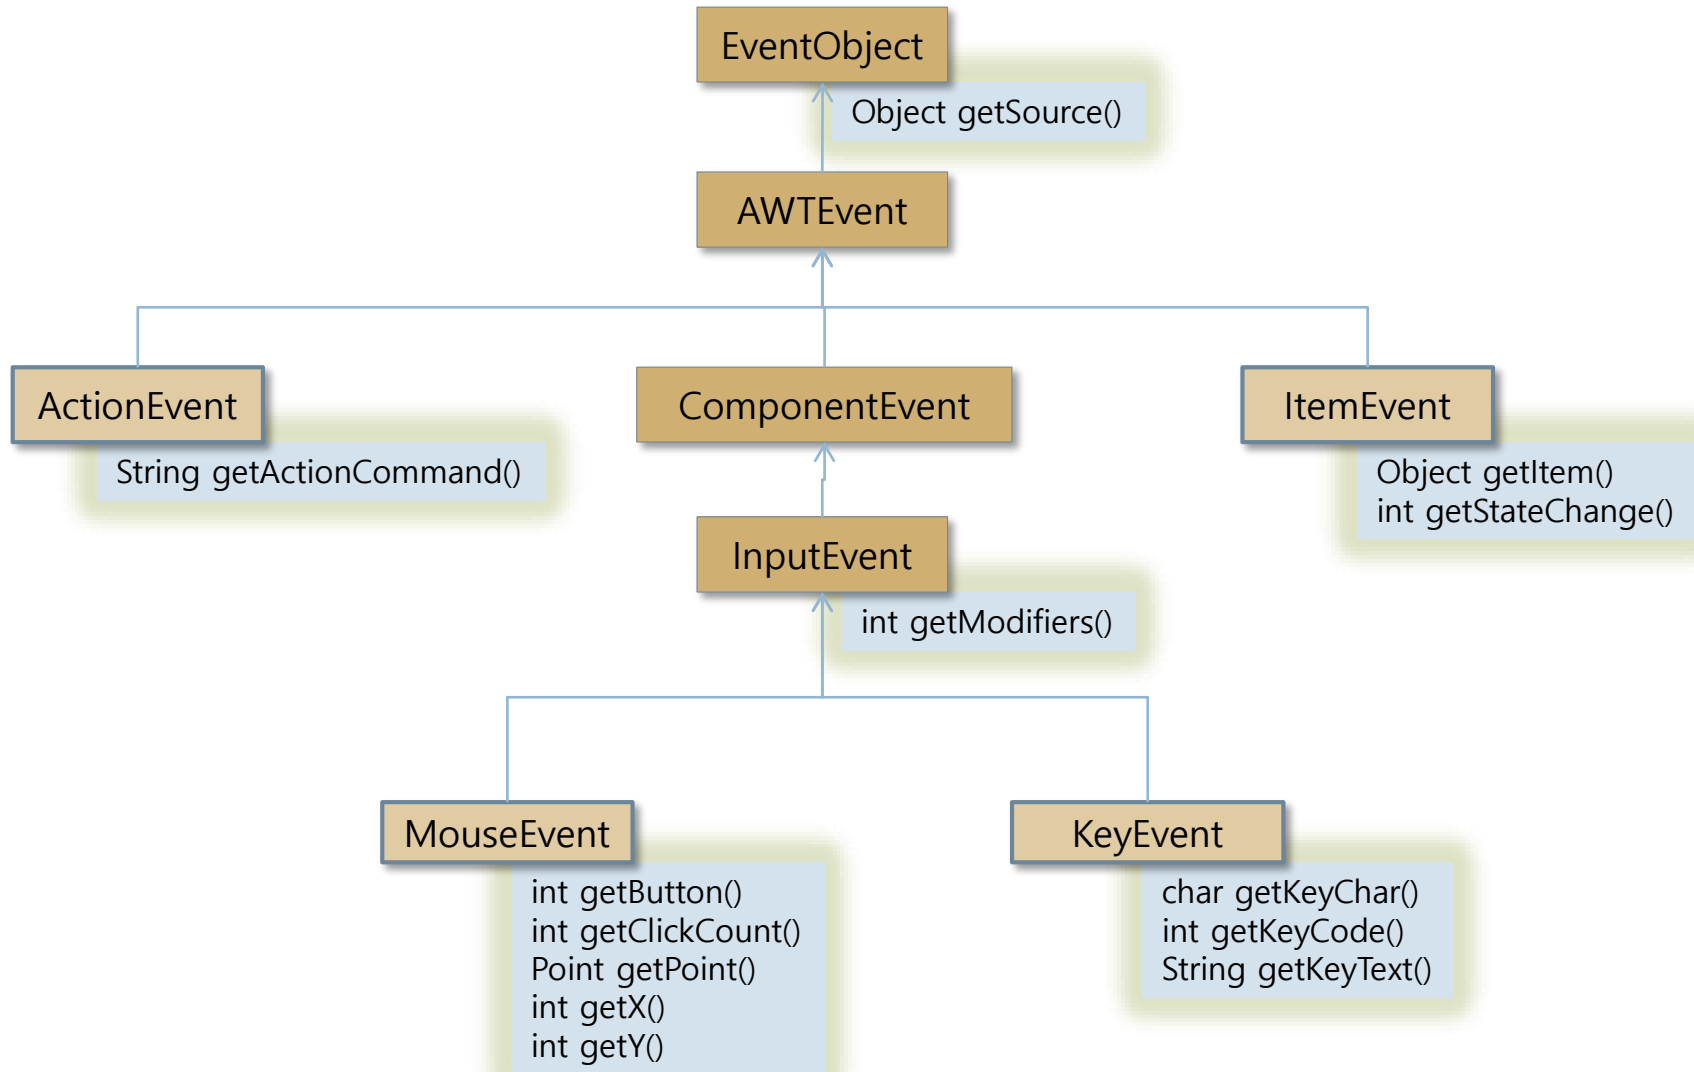 EventObject
Object getSource()
AWTEvent
ActionEvent
String getActionCommand()
ComponentEvent
ItemEvent
Object getItem()
int getStateChange()
InputEvent
int getModifiers()
MouseEvent
int getButton()
int getClickCount()
Point getPoint()
int getX()
int getY()
KeyEvent
char getKeyChar()
int getKeyCode()
String getKeyText()